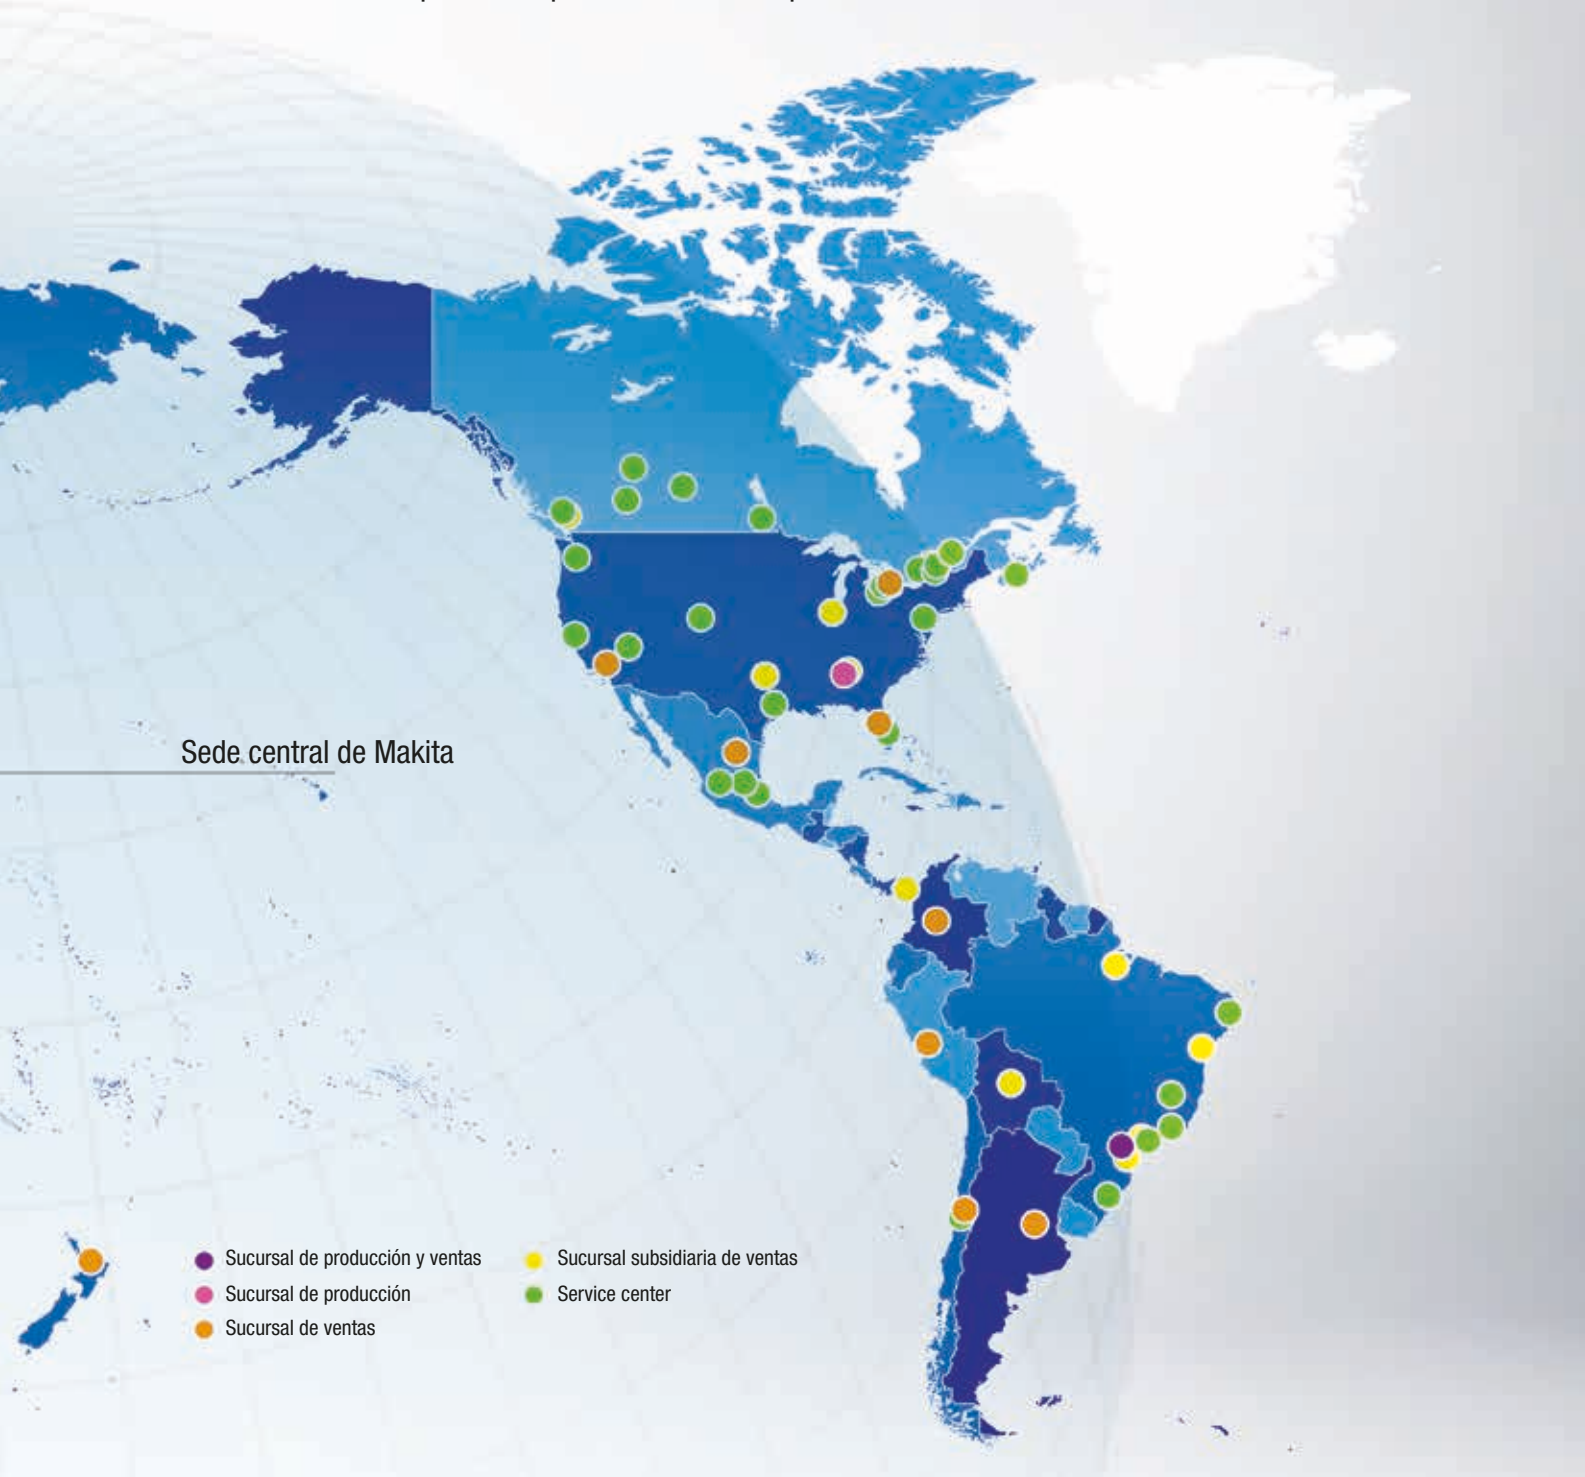 Sede central de Makita
Sucursal de producción y ventas
Sucursal de producción
Sucursal de ventas
Sucursal subsidiaria de ventas
Service center